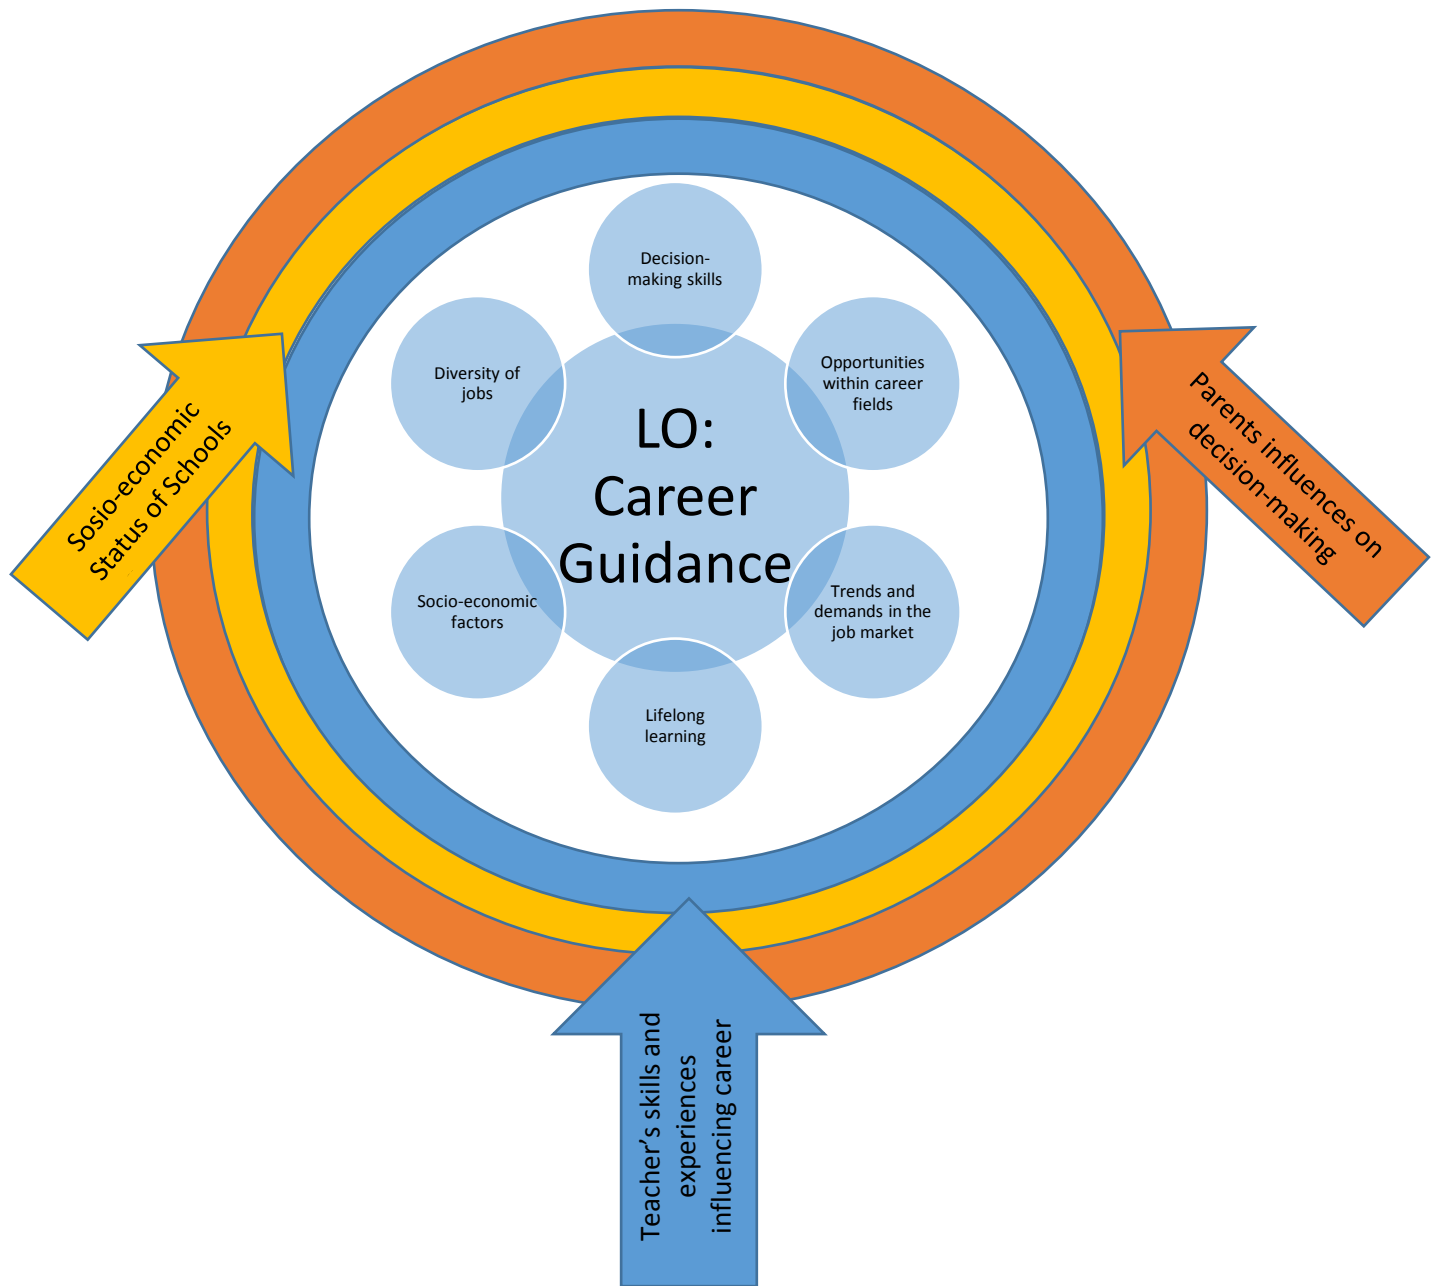 Decision-
making skills
Diversity of
jobs
Opportunities
within career
fields
LO:
Career
Guidance
Socio-economic
factors
Trends and
demands in the
job market
Lifelong
learning
Sosio-economic
Status of Schools
Parents influences on
decision-making
Teacher's skills and
experiences
influencing career